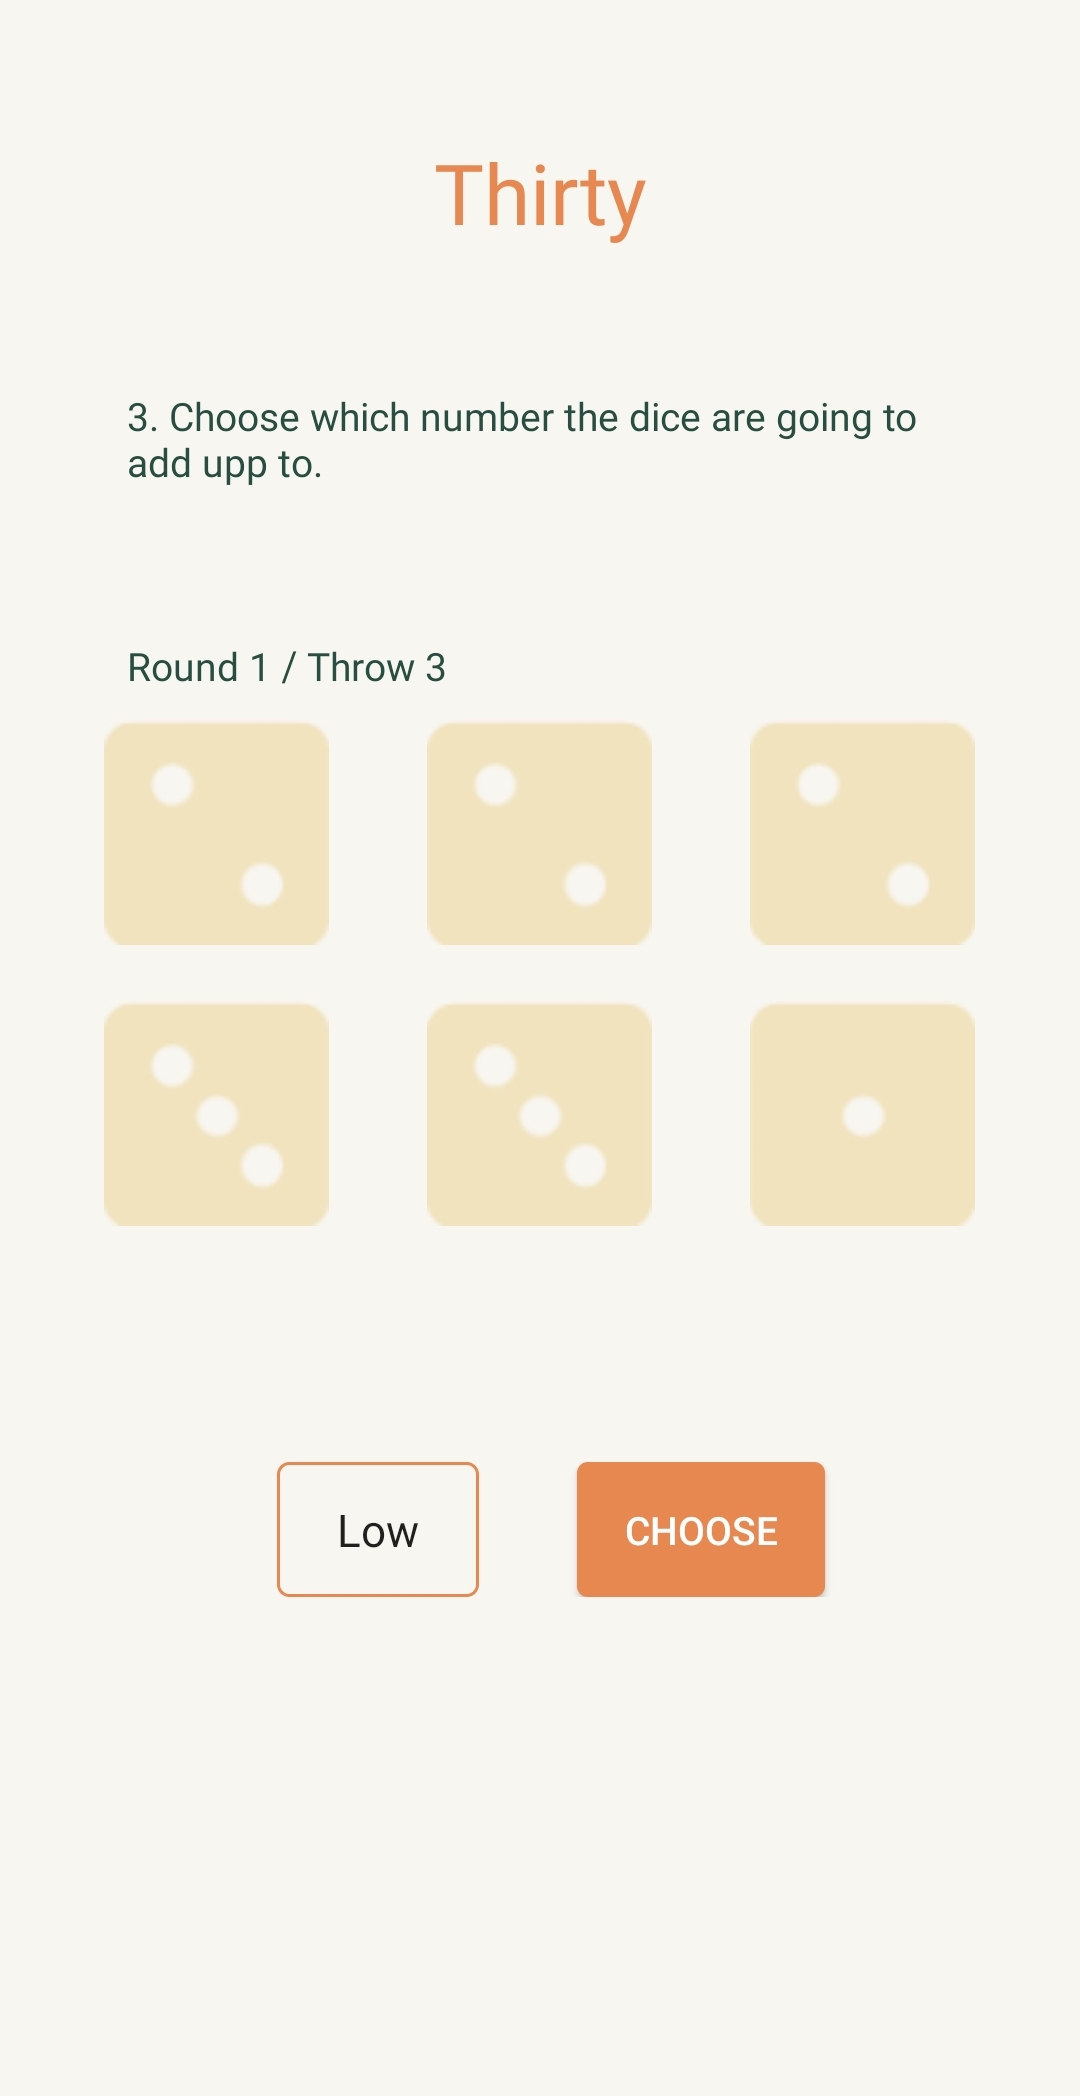 Thirty
3. Choose which number the dice are going to
add upp to.
Round 1 / Throw 3
Low
CHOOSE